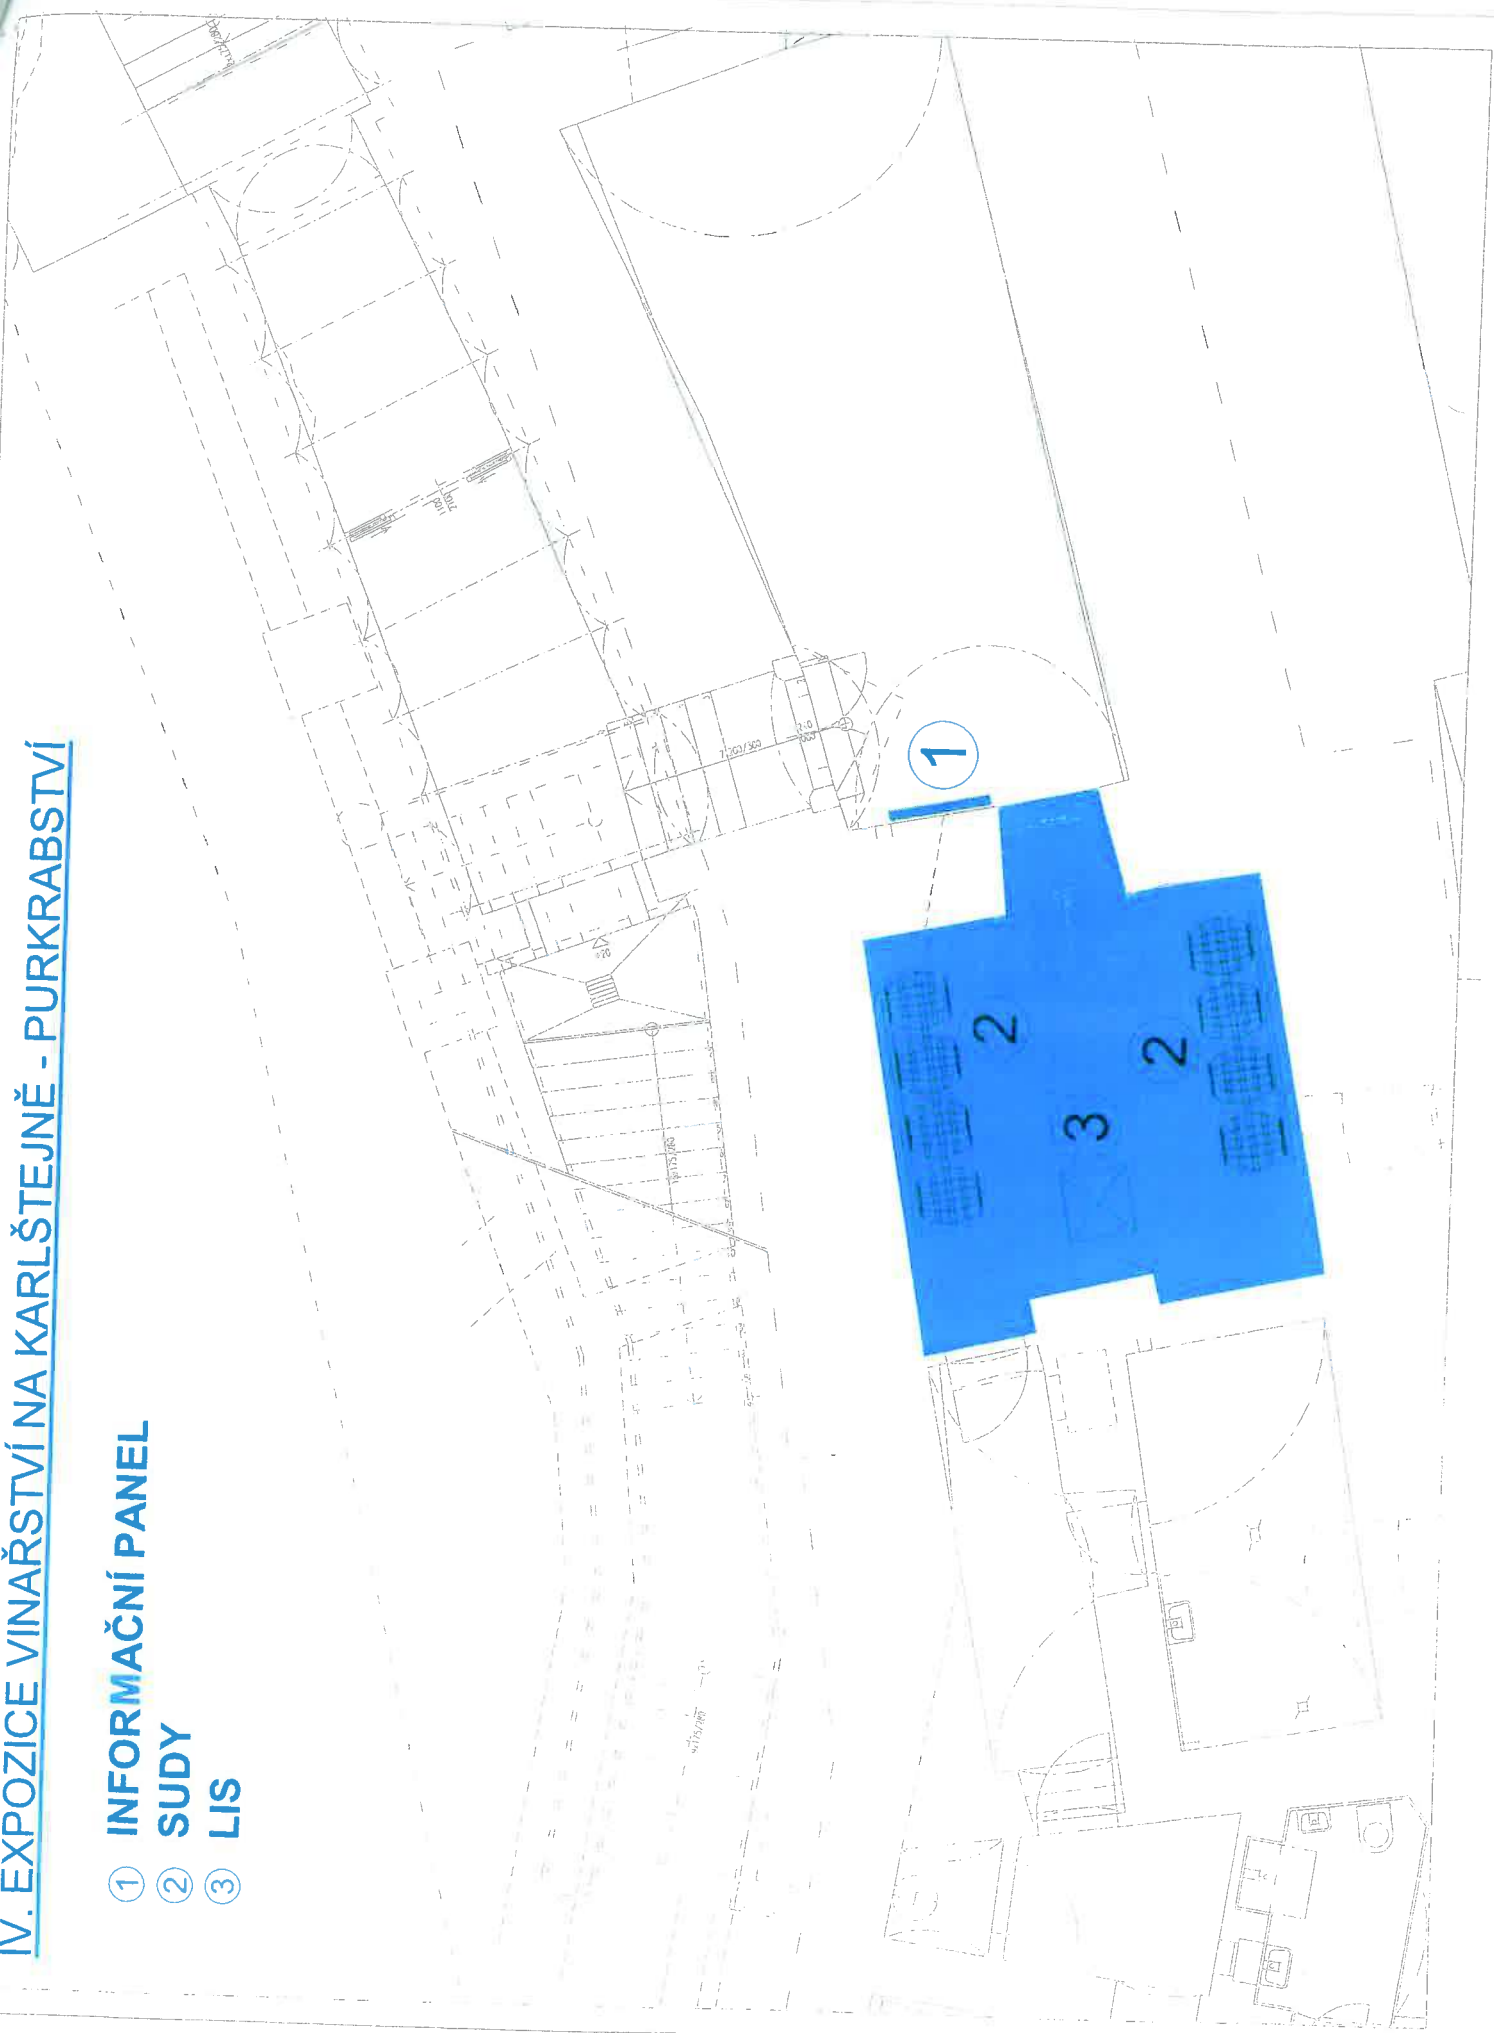 IV. EXPOZICE VINAŘSTVÍ NA KARLŠTEJNĚ - PURKRABSTVÍ
1 INFORMAČNÍ PANEL
2 SUDY
3 LIS
1
2
2
3